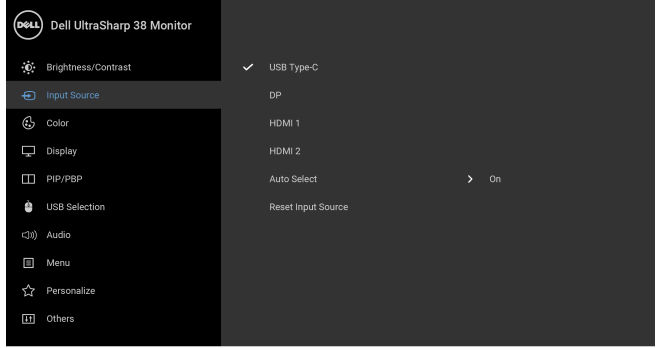 DELL Dell UltraSharp 38 Monitor
Brightness/Contrast
Input Source
Color
Display
PIP/PBP
USB Selection
Audio
Menu
Personalize
Others
USB Type-C
DP
HDMI 1
HDMI 2
Auto Select On
Reset Input Source